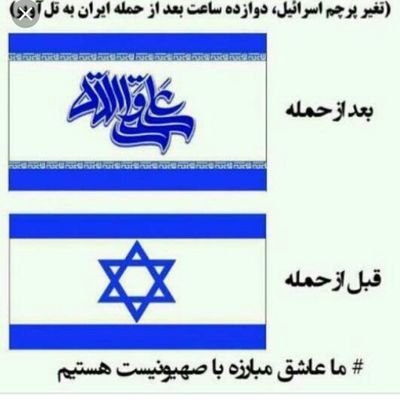 (تغیر پرچم اسرائیل، دوازده ساعت بعد از حمله ایران به تل آویو)
بعد از حمله
علی ولی الله
قبل از حمله
# ما عاشق مبارزه با صهیونیست هستیم